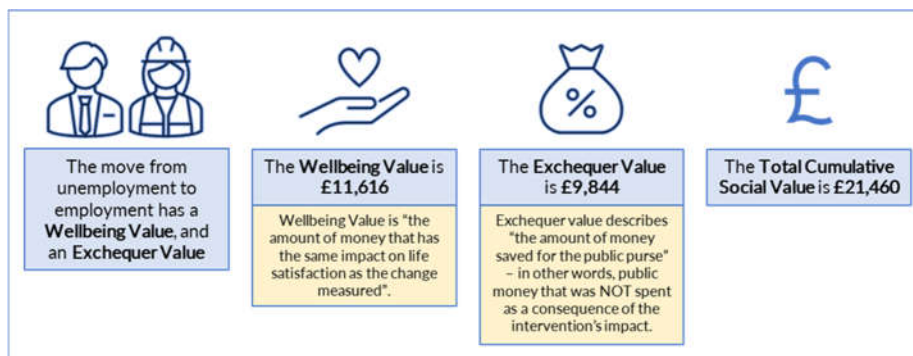 The move from
unemployment to
employment has a
Wellbeing Value, and
an Exchequer Value
The Wellbeing Value is
£11,616
Wellbeing Value is "the
amount of money that has
the same impact on life
satisfaction as the change
measured".
%
The Exchequer Value
is £9,844
Exchequer value describes
"the amount of money
saved for the public purse"
– in other words, public
money that was NOT spent
as a consequence of the
intervention's impact.
£
The Total Cumulative
Social Value is £21,460